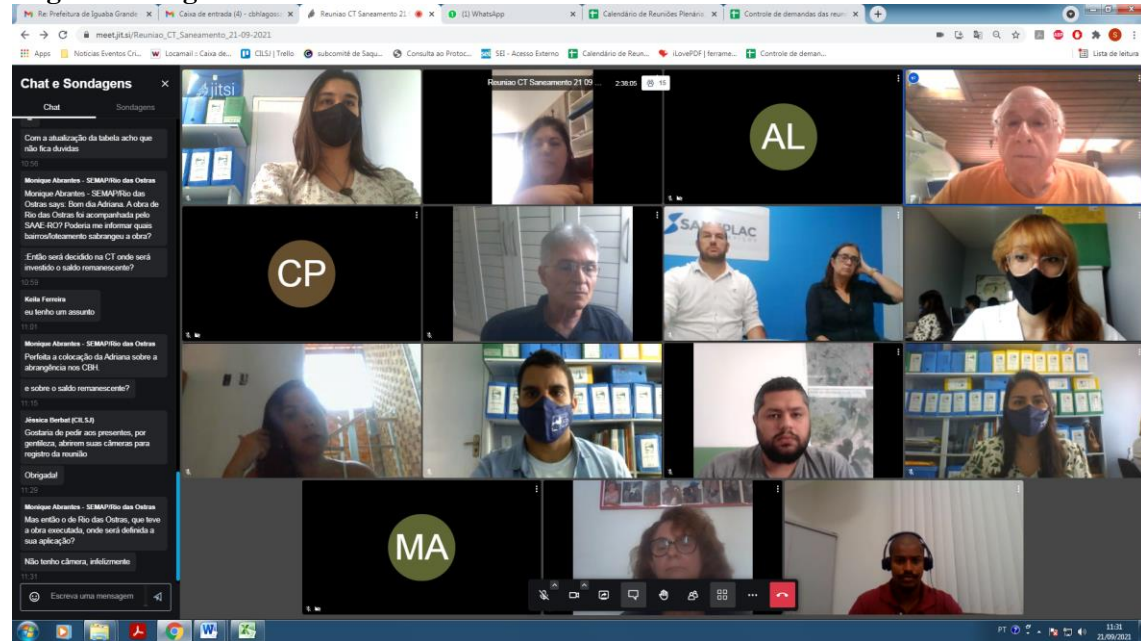 Re: Prefeitura de Iguaba Grande
Caixa de entrada (4) - cbhlagossc
Reuniao CT Saneamento 21
(1) WhatsApp
Calendário de Reuniões Plenária
Controle de demandas das reuni
meet.jit.si/Reuniao_CT_Saneamento_21-09-2021
Apps
Noticias Eventos Cri...
Locamail :: Caixa de...
CILSJ | Trello
subcomitê de Saqu...
Consulta ao Protoc...
SEI - Acesso Externo
Calendário de Reun...
iLovePDF | ferrame...
Controle de deman...
Lista de leitura
Chat e Sondagens
Chat
Sondagens
Com a atualização da tabela acho que
não fica duvidas
10:56
Monique Abrantes - SEMAP/Rio das Ostras
Monique Abrantes - SEMAP/Rio das
Ostras says: Bom dia Adriana. A obra de
Rio das Ostras foi acompanhada pelo
SAAE-RO? Poderia me informar quais
bairros/loteamento sabrangeu a obra?
:Então será decidido na CT onde será
investido o saldo remanescente?
10:59
Keila Ferreira
eu tenho um assunto
11:01
Monique Abrantes - SEMAP/Rio das Ostras
Perfeita a colocação da Adriana sobre a
abrangência nos CBH.
e sobre o saldo remanescente?
11:15
Jéssica Berbat (CILSJ)
Gostaria de pedir aos presentes, por
gentileza, abrirem suas câmeras para
registro da reunião
Obrigada!
11:29
Monique Abrantes - SEMAP/Rio das Ostras
Mas então o de Rio das Ostras, que teve
a obra executada, onde será definida a
sua aplicação?
Não tenho câmera, infelizmente
11:31
Escreva uma mensagem
jitsi
Reuniao CT Saneamento 21 09 ...
2:38:05
15
AL
CP
MA
PT
11:31
21/09/2021